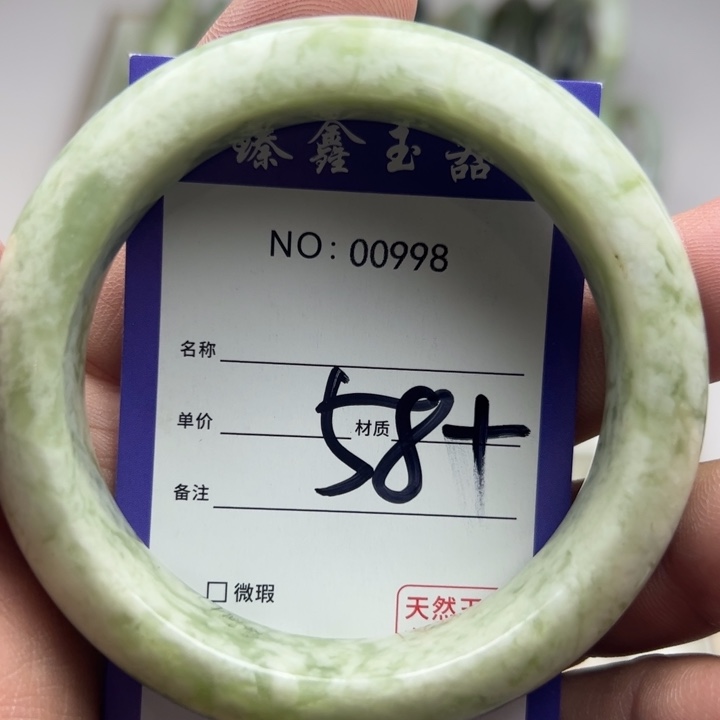 臻鑫玉器
NO: 00998
名称
单价 材质
58+
备注
□ 微瑕
天然